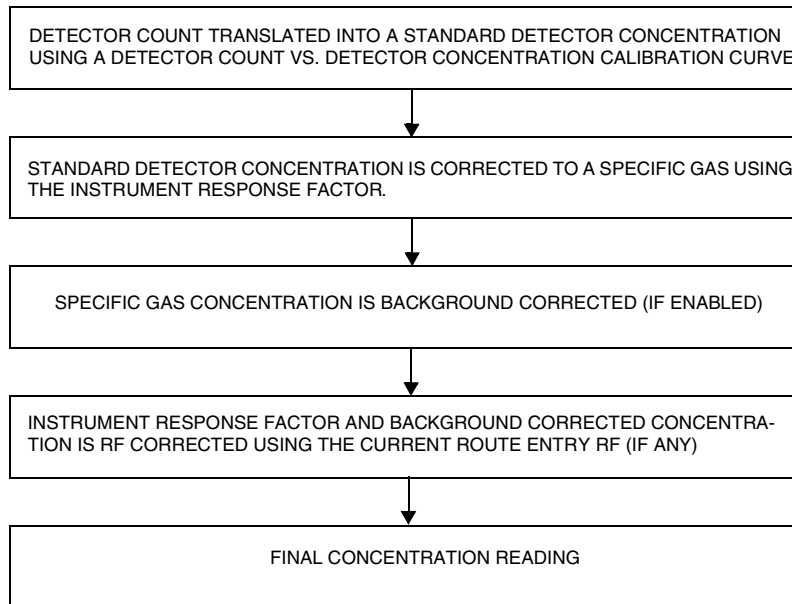 DETECTOR COUNT TRANSLATED INTO A STANDARD DETECTOR CONCENTRATION
USING A DETECTOR COUNT VS. DETECTOR CONCENTRATION CALIBRATION CURVE
STANDARD DETECTOR CONCENTRATION IS CORRECTED TO A SPECIFIC GAS USING
THE INSTRUMENT RESPONSE FACTOR.
SPECIFIC GAS CONCENTRATION IS BACKGROUND CORRECTED (IF ENABLED)
INSTRUMENT RESPONSE FACTOR AND BACKGROUND CORRECTED CONCENTRA-
TION IS RF CORRECTED USING THE CURRENT ROUTE ENTRY RF (IF ANY)
FINAL CONCENTRATION READING